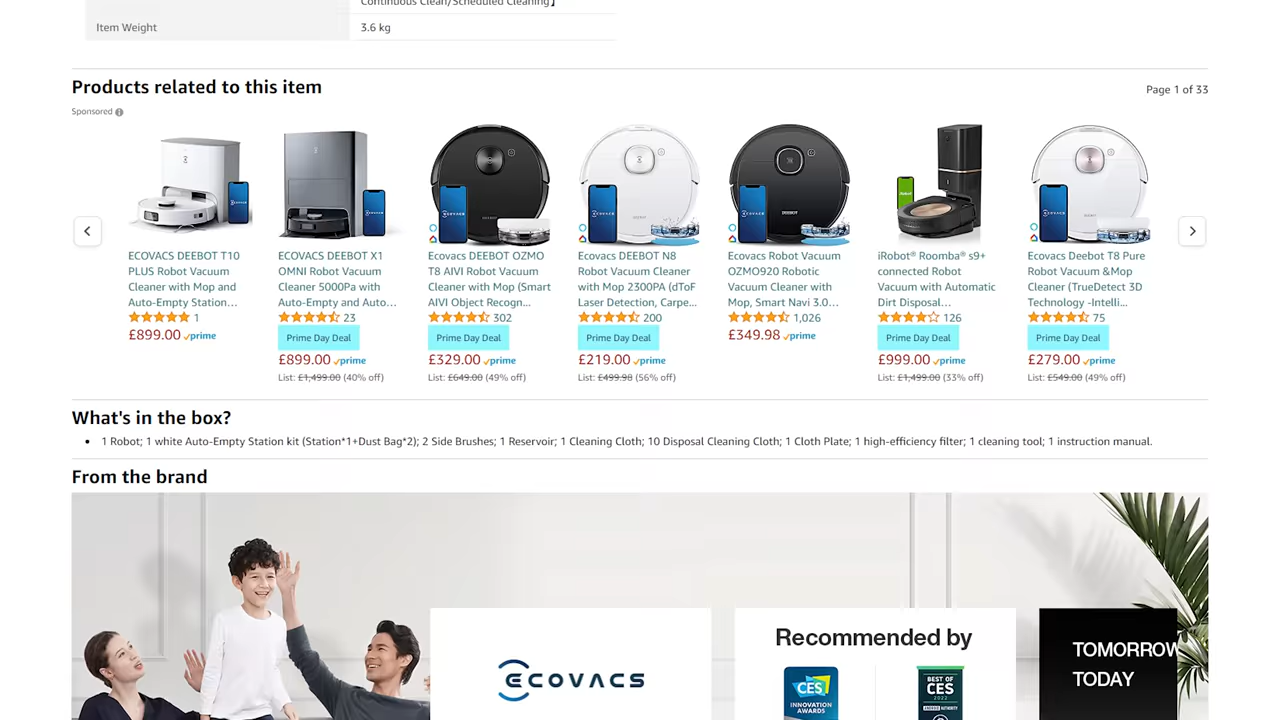 Continuous Clean/Scheduled Cleaning】
Item Weight
3.6 kg
Products related to this item
Page 1 of 33
Sponsored
ECOVACS DEEBOT T10
PLUS Robot Vacuum
Cleaner with Mop and
Auto-Empty Station…
1
£899.00 prime
ECOVACS DEEBOT X1
OMNI Robot Vacuum
Cleaner 5000Pa with
Auto-Empty and Auto…
23
Prime Day Deal
£899.00 prime
List: £1,499.00 (40% off)
Ecovacs DEEBOT OZMO
T8 AIVI Robot Vacuum
Cleaner with Mop (Smart
AIVI Object Recogn...
302
Prime Day Deal
£329.00 prime
List: £649.00 (49% off)
Ecovacs DEEBOT N8
Robot Vacuum Cleaner
with Mop 2300PA (dToF
Laser Detection, Carpe...
200
Prime Day Deal
£219.00 prime
List: £499.98 (56% off)
Ecovacs Robot Vacuum
OZMO920 Robotic
Vacuum Cleaner with
Mop, Smart Navi 3.0…
1,026
£349.98 prime
iRobot® Roomba® s9+
connected Robot
Vacuum with Automatic
Dirt Disposal…
126
Prime Day Deal
£999.00 prime
List: £1,499.00 (33% off)
Ecovacs Deebot T8 Pure
Robot Vacuum &Mop
Cleaner (TrueDetect 3D
Technology -Intelli...
75
Prime Day Deal
£279.00 prime
List: £549.00 (49% off)
What's in the box?
1 Robot; 1 white Auto-Empty Station kit (Station*1+Dust Bag*2); 2 Side Brushes; 1 Reservoir; 1 Cleaning Cloth; 10 Disposal Cleaning Cloth; 1 Cloth Plate; 1 high-efficiency filter; 1 cleaning tool; 1 instruction manual.
From the brand
ECOVACS
Recommended by
CES
INNOVATION
AWARDS
BEST OF
CES
2022
ANDROID AUTHORITY
TOMORROW
TODAY